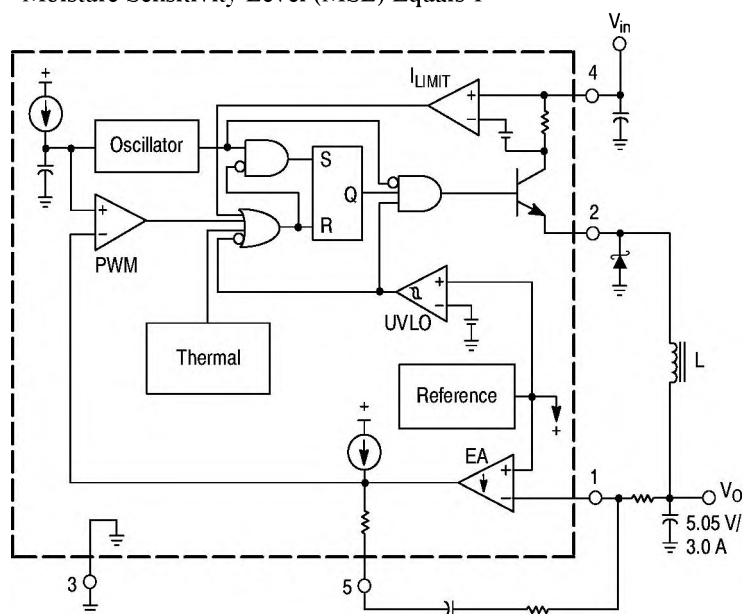 Moisture Sensitivity Level (MSL) Equals 1
Vin
4
ILIMIT
+
–
+
Oscillator
S
Q
R
+
–
PWM
2
+
–
UVLO
Thermal
L
Reference
+
+
EA
+
–
1
VO
5.05 V/
3.0 A
3
5